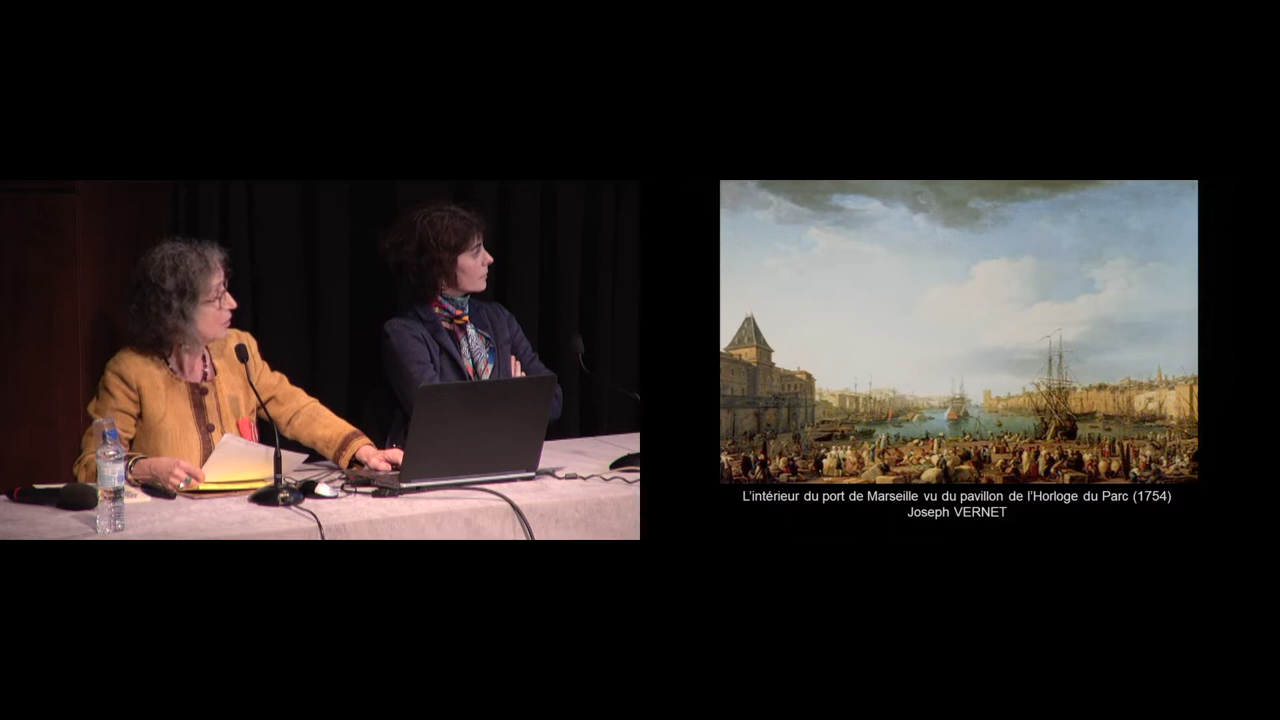 L'intérieur du port de Marseille vu du pavillon de l'Horloge du Parc (1754)
Joseph VERNET